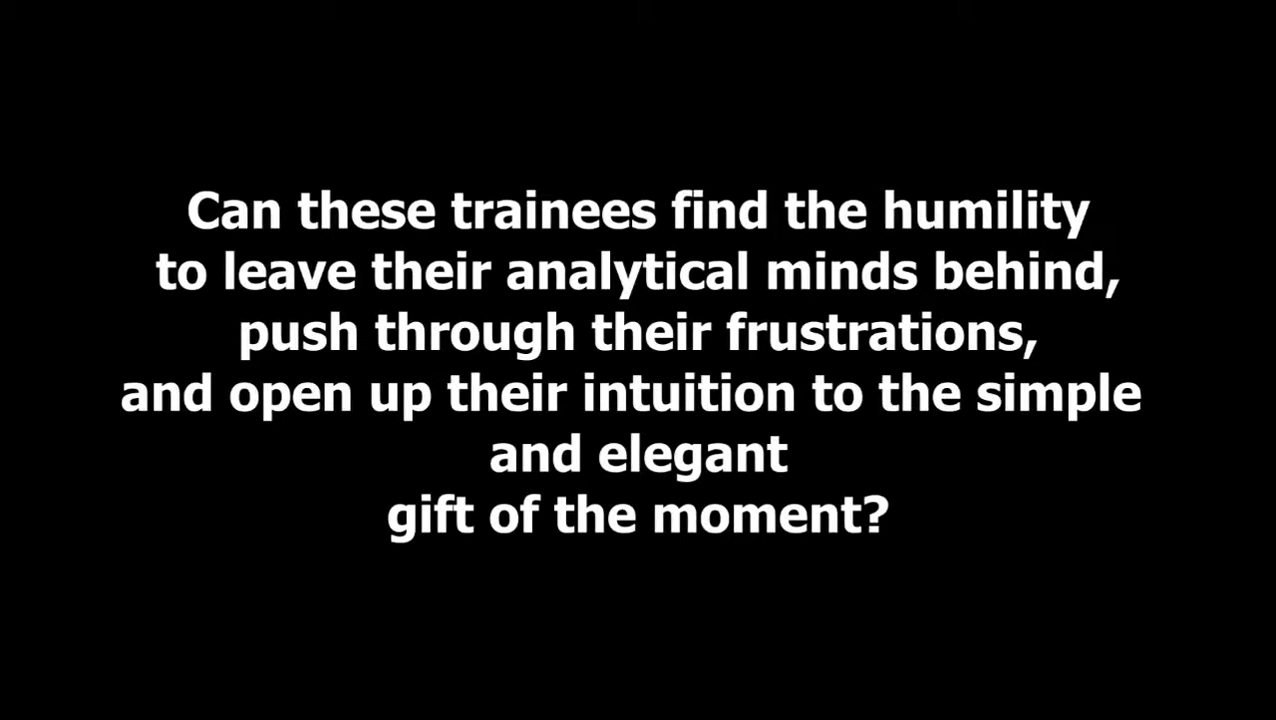 Can these trainees find the humility
to leave their analytical minds behind,
push through their frustrations,
and open up their intuition to the simple
and elegant
gift of the moment?